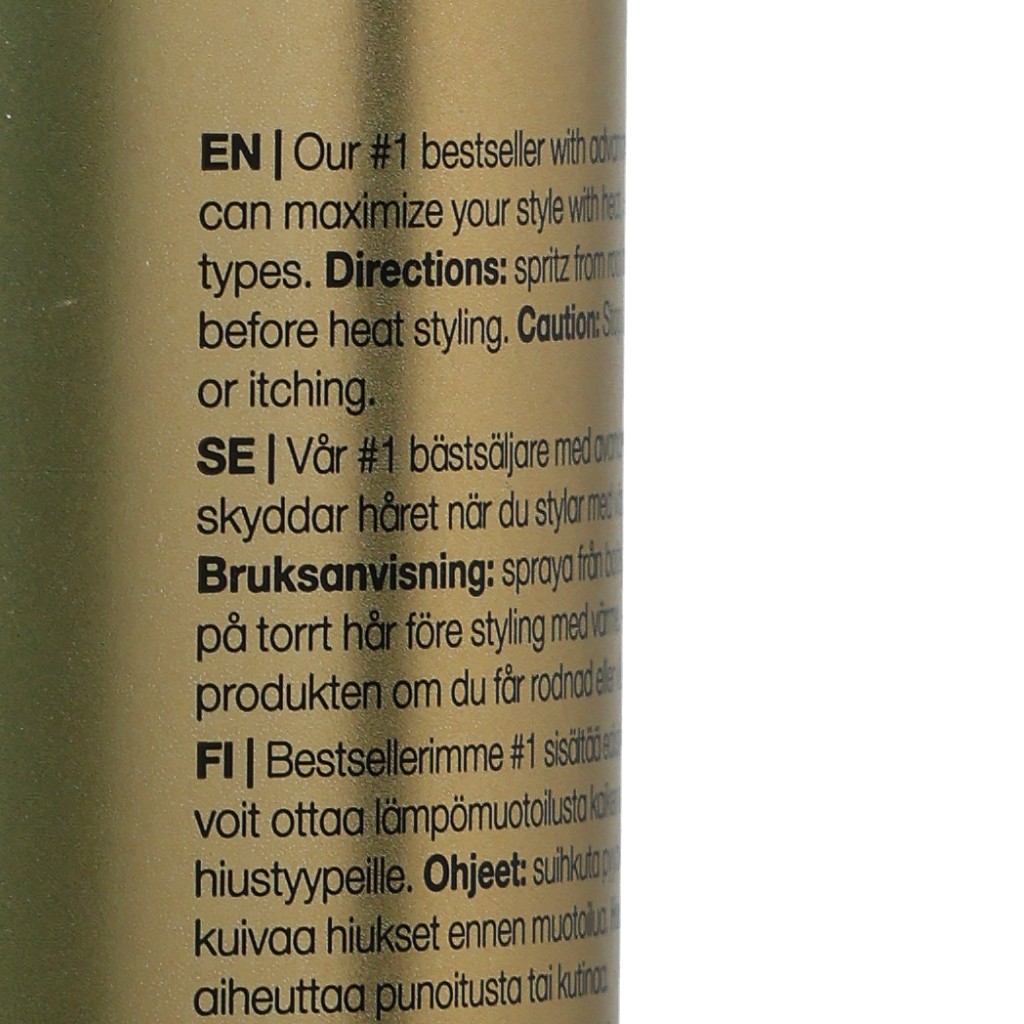 EN | Our #1 bestseller with
can maximize your style with
types. Directions: spritz from
before heat styling. Caution:
or itching.
SE | Vår #1 bästsäljare med
skyddar håret när du stylar med
Bruksanvisning: spraya från
på torrt hår före styling med värme.
produkten om du får rodnad eller
FI | Bestsellerimme #1 sisältää
voit ottaa lämpömuotoilusta
hiustyypeille. Ohjeet: suihkuta
kuivaa hiukset ennen muotoilua.
aiheuttaa punoitusta tai kutinaa.